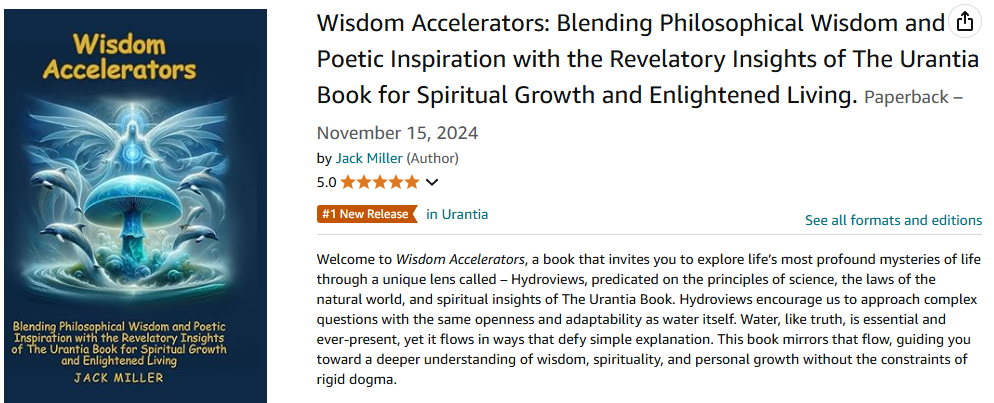 Wisdom
Accelerators
Blending Philosophical Wisdom and Poetic
Inspiration with the Revelatory Insights
of The Urantia Book for Spiritual Growth
and Enlightened Living
JACK MILLER
Wisdom Accelerators: Blending Philosophical Wisdom and
Poetic Inspiration with the Revelatory Insights of The Urantia
Book for Spiritual Growth and Enlightened Living. Paperback –
November 15, 2024
by Jack Miller (Author)
5.0
#1 New Release in Urantia
See all formats and editions
Welcome to Wisdom Accelerators, a book that invites you to explore life’s most profound mysteries of life
through a unique lens called – Hydroviews, predicated on the principles of science, the laws of the
natural world, and spiritual insights of The Urantia Book. Hydroviews encourage us to approach complex
questions with the same openness and adaptability as water itself. Water, like truth, is essential and
ever-present, yet it flows in ways that defy simple explanation. This book mirrors that flow, guiding you
toward a deeper understanding of wisdom, spirituality, and personal growth without the constraints of
rigid dogma.